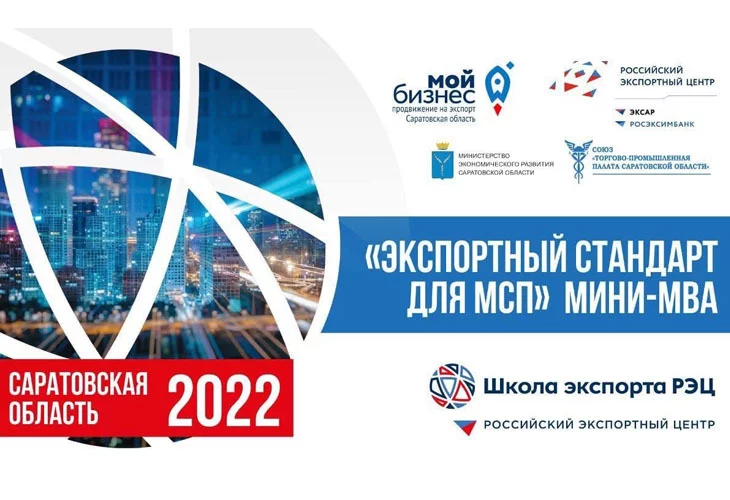 мой
бизнес
продвижение на экспорт
Саратовская область
РОССИЙСКИЙ
ЭКСПОРТНЫЙ ЦЕНТР
ЭКСАР
РОСЭКСИМБАНК
МИНИСТЕРСТВО
ЭКОНОМИЧЕСКОГО РАЗВИТИЯ
САРАТОВСКОЙ ОБЛАСТИ
СОЮЗ
«ТОРГОВО-ПРОМЫШЛЕННАЯ
ПАЛАТА САРАТОВСКОЙ ОБЛАСТИ»
«ЭКСПОРТНЫЙ СТАНДАРТ
ДЛЯ МСП» МИНИ-МВА
САРАТОВСКАЯ
ОБЛАСТЬ
2022
Школа экспорта РЭЦ
РОССИЙСКИЙ ЭКСПОРТНЫЙ ЦЕНТР